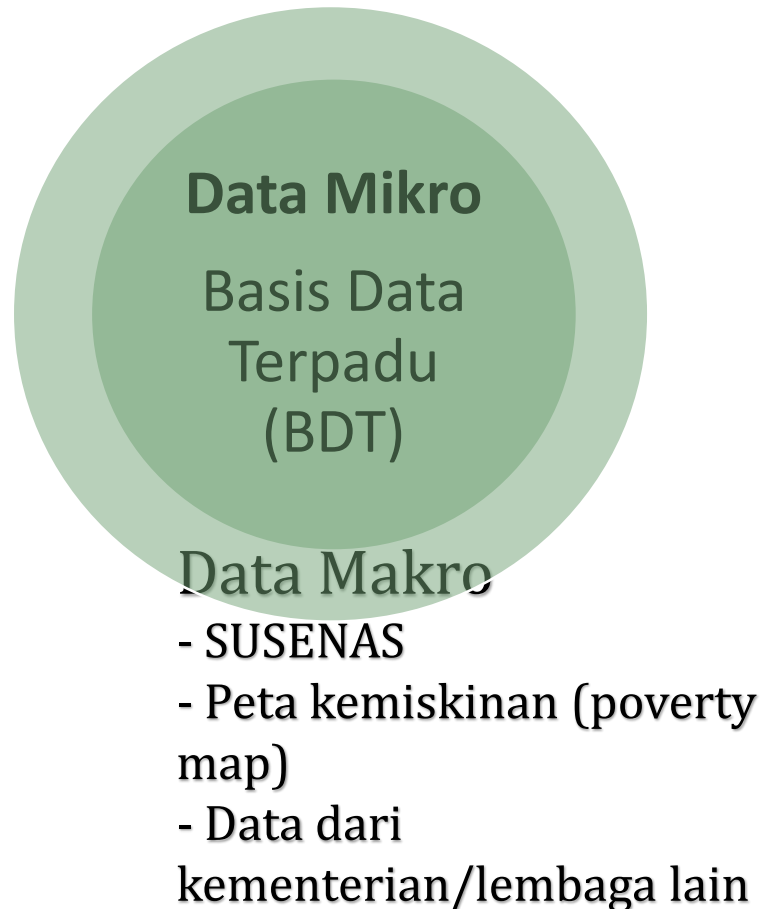 Data Mikro
Basis Data
Terpadu
(BDT)
Data Makro
- SUSENAS
- Peta kemiskinan (poverty
map)
- Data dari
kementerian/lembaga lain